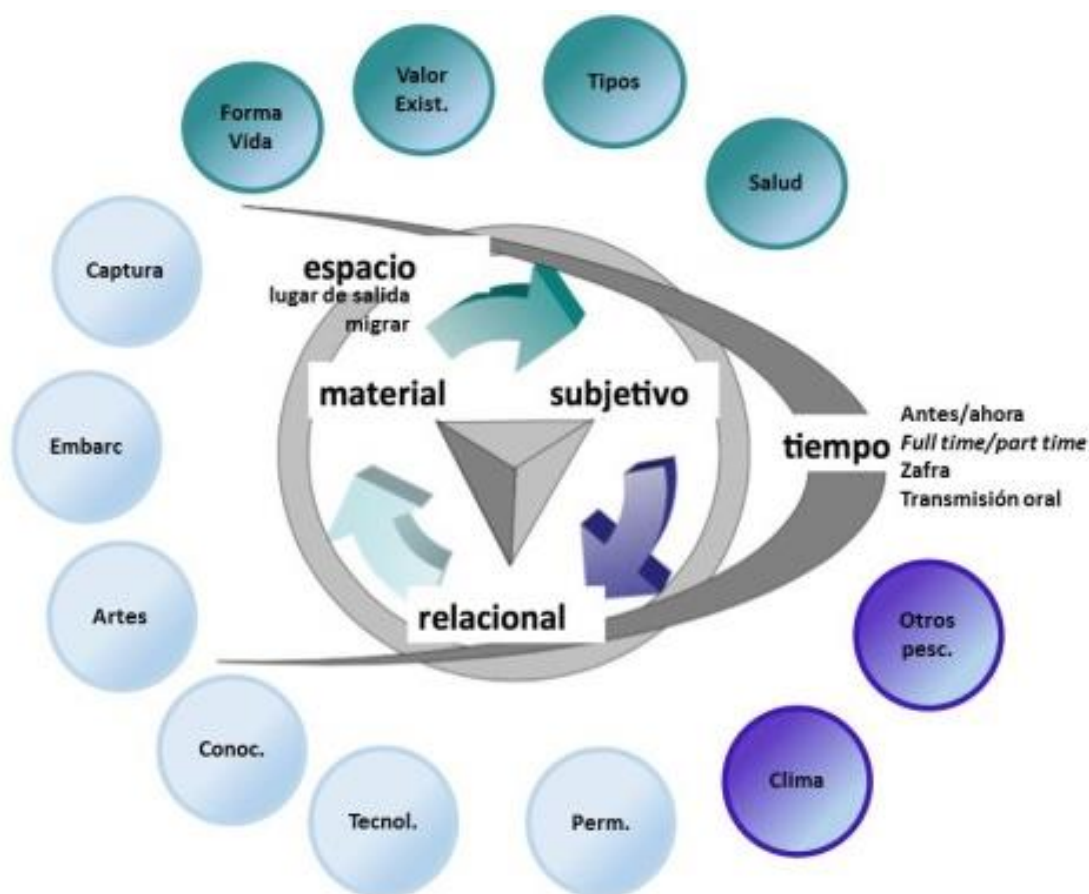 Forma
Vida
Valor
Exist.
Tipos
Salud
Captura
espacio
lugar de salida
migrar
material
subjetivo
Embarc
tiempo
Antes/ahora
Full time/part time
Zafra
Transmisión oral
Artes
relacional
Otros
pesc.
Conoc.
Clima
Tecnol.
Perm.